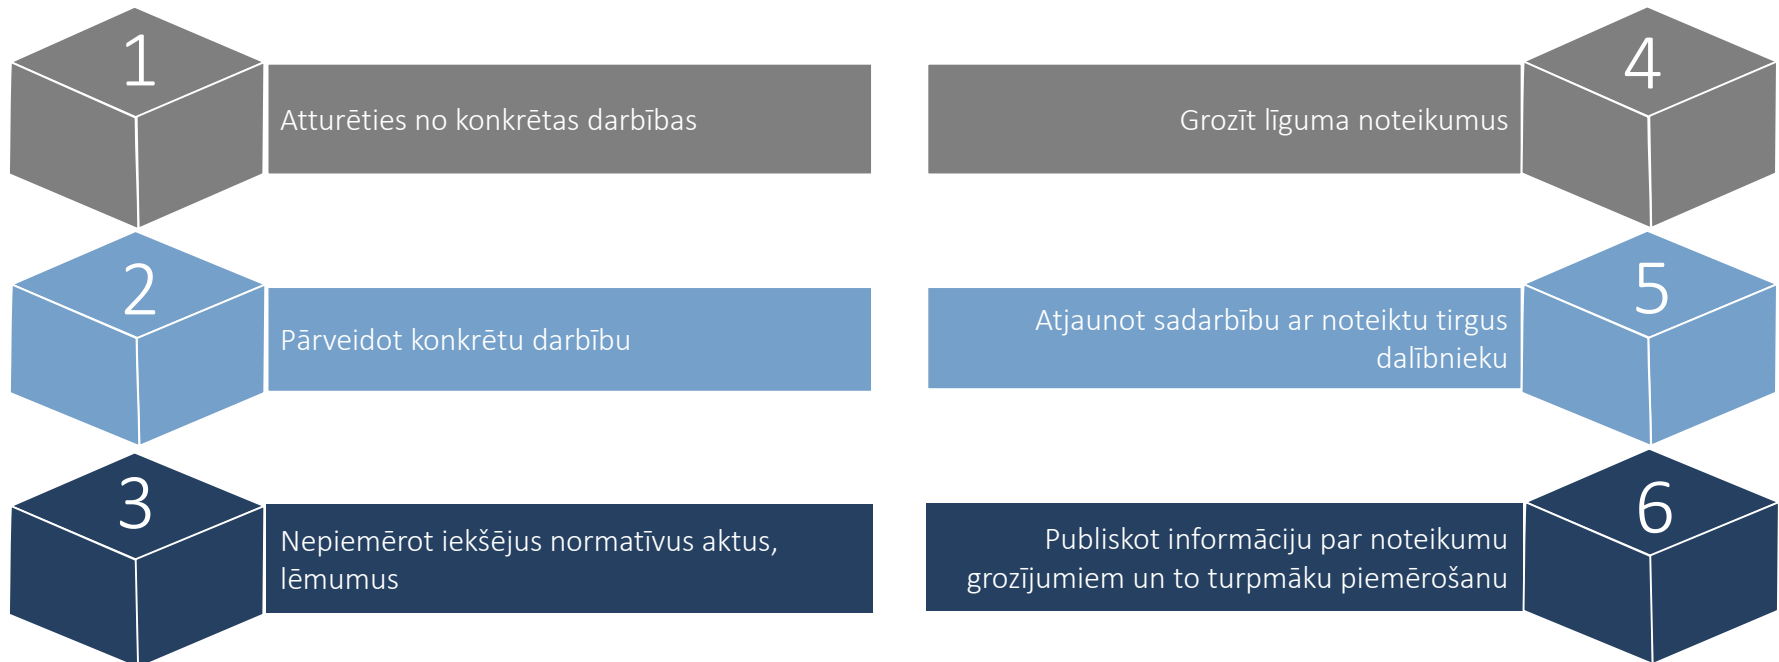 1
Atturēties no konkrētas darbības
2
Pārveidot konkrētu darbību
3
Nepiemērot iekšējus normatīvus aktus,
lēmumus
4
Grozīt līguma noteikumus
5
Atjaunot sadarbību ar noteiktu tirgus
dalībnieku
6
Publiskot informāciju par noteikumu
grozījumiem un to turpmāku piemērošanu